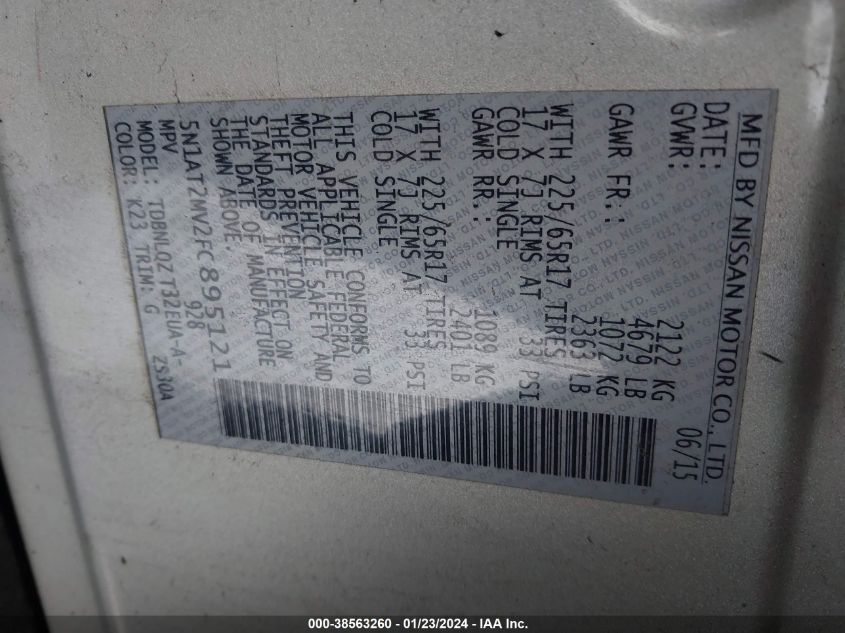 MFD BY NISSAN MOTOR CO., LTD.
DATE: 06/15
GVWR: 2122 KG
4679 LB
GAWR FR.: 1072 KG
2363 LB
WITH 225/65R17 TIRES
17 X 7J RIMS AT 33 PSI
COLD SINGLE
GAWR RR.: 1089 KG
2401 LB
WITH 225/65R17 TIRES
17 X 7J RIMS AT 33 PSI
COLD SINGLE
THIS VEHICLE CONFORMS TO
ALL APPLICABLE FEDERAL
MOTOR VEHICLE SAFETY AND
THEFT PREVENTION
STANDARDS IN EFFECT ON
THE DATE OF MANUFACTURE
SHOWN ABOVE
5N1AT2MV2FC895121
MPV 928
MODEL: TDBNLQZ T32EUA-A-
COLOR: K23 TRIM: G
000-38563260 - 01/23/2024 - IAA Inc.